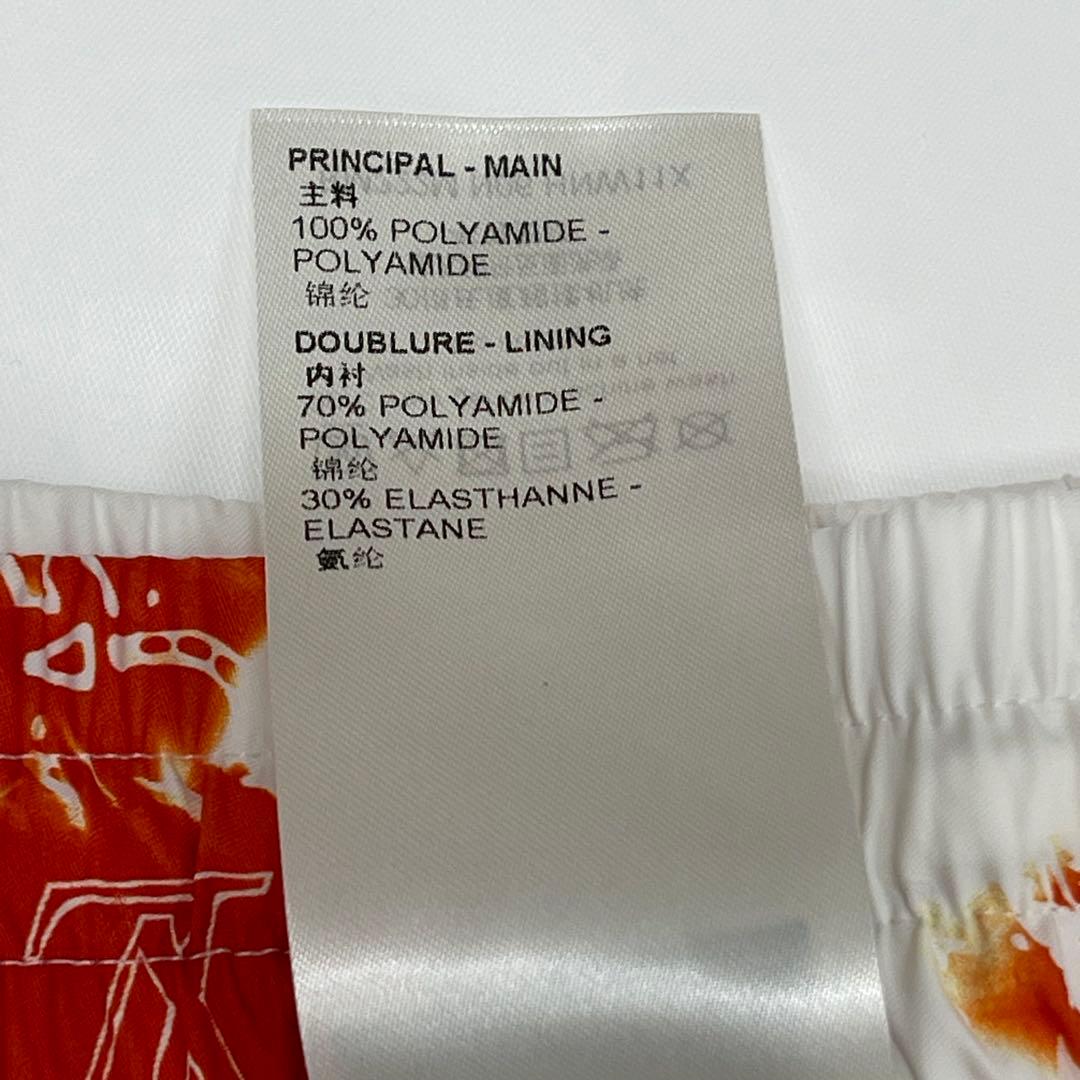 PRINCIPAL - MAIN
主料
100% POLYAMIDE -
POLYAMIDE
锦纶
DOUBLURE - LINING
内衬
70% POLYAMIDE -
POLYAMIDE
锦纶
30% ELASTHANNE -
ELASTANE
氨纶